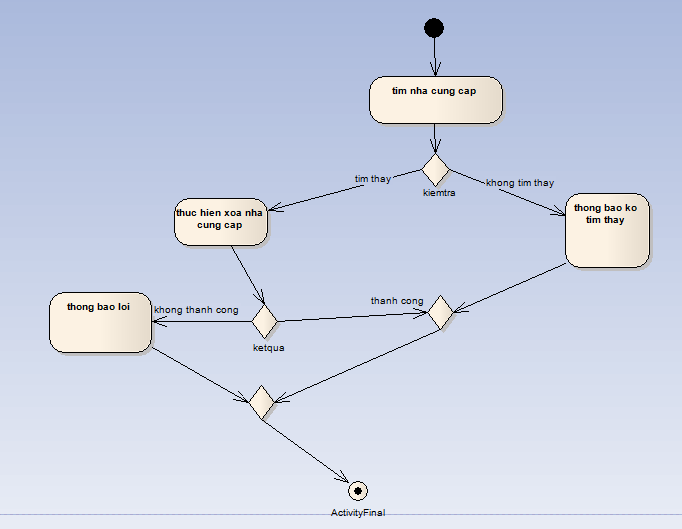 tim nha cung cap
tim thay
khong tim thay
kiemtra
thuc hien xoa nha
cung cap
thong bao ko
tim thay
thong bao loi
khong thanh cong
thanh cong
ketqua
ActivityFinal